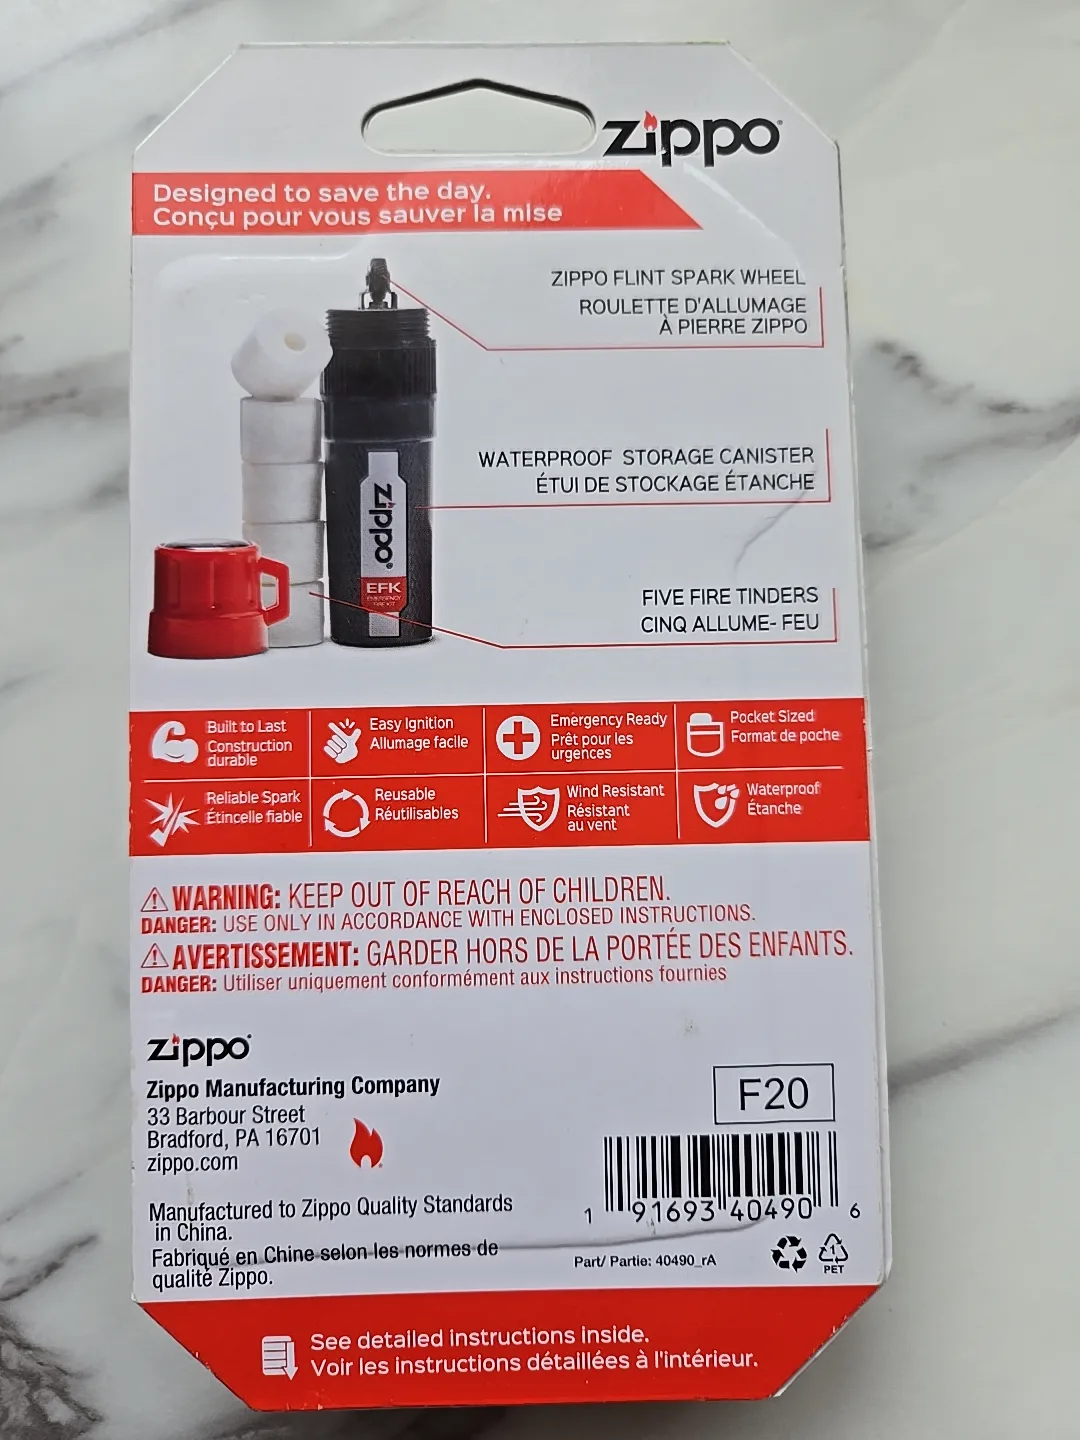 zippo
Designed to save the day.
Conçu pour vous sauver la mise
ZIPPO FLINT SPARK WHEEL
ROULETTE D'ALLUMAGE
À PIERRE ZIPPO
WATERPROOF STORAGE CANISTER
ÉTUI DE STOCKAGE ÉTANCHE
zippo
EFK
EMERGENCY
FIRE KIT
FIVE FIRE TINDERS
CINQ ALLUME- FEU
Built to Last
Construction
durable
Easy Ignition
Allumage facile
Emergency Ready
Prêt pour les
urgences
Pocket Sized
Format de poche
Reliable Spark
Étincelle fiable
Reusable
Réutilisables
Wind Resistant
Résistant
au vent
Waterproof
Étanche
WARNING: KEEP OUT OF REACH OF CHILDREN.
DANGER: USE ONLY IN ACCORDANCE WITH ENCLOSED INSTRUCTIONS.
AVERTISSEMENT: GARDER HORS DE LA PORTÉE DES ENFANTS.
DANGER: Utiliser uniquement conformément aux instructions fournies
zippo
Zippo Manufacturing Company
33 Barbour Street
Bradford, PA 16701
zippo.com
Manufactured to Zippo Quality Standards
in China.
Fabriqué en Chine selon les normes de
qualité Zippo.
F20
1 91693 40490 6
Part/ Partie: 40490_rA
1
PET
See detailed instructions inside.
Voir les instructions détaillées à l'intérieur.